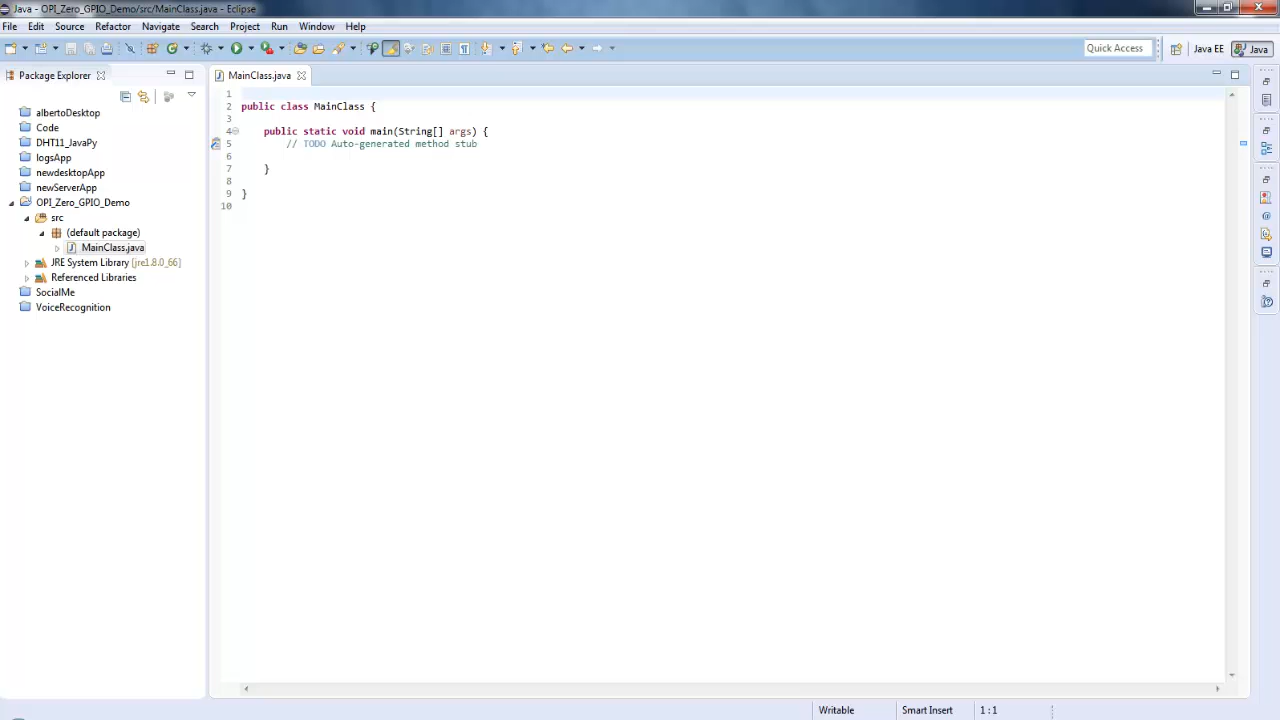 Java - OPI_Zero_GPIO_Demo/src/MainClass.java - Eclipse
File Edit Source Refactor Navigate Search Project Run Window Help
Quick Access
Java EE
Java
Package Explorer
albertoDesktop
Code
DHT11_JavaPy
logsApp
newdesktopApp
newServerApp
OPI_Zero_GPIO_Demo
src
(default package)
MainClass.java
JRE System Library [jre1.8.0_66]
Referenced Libraries
SocialMe
VoiceRecognition
MainClass.java
1
2 public class MainClass {
3
4 public static void main(String[] args) {
5 // TODO Auto-generated method stub
6
7 }
8
9 }
10
Writable Smart Insert 1 : 1